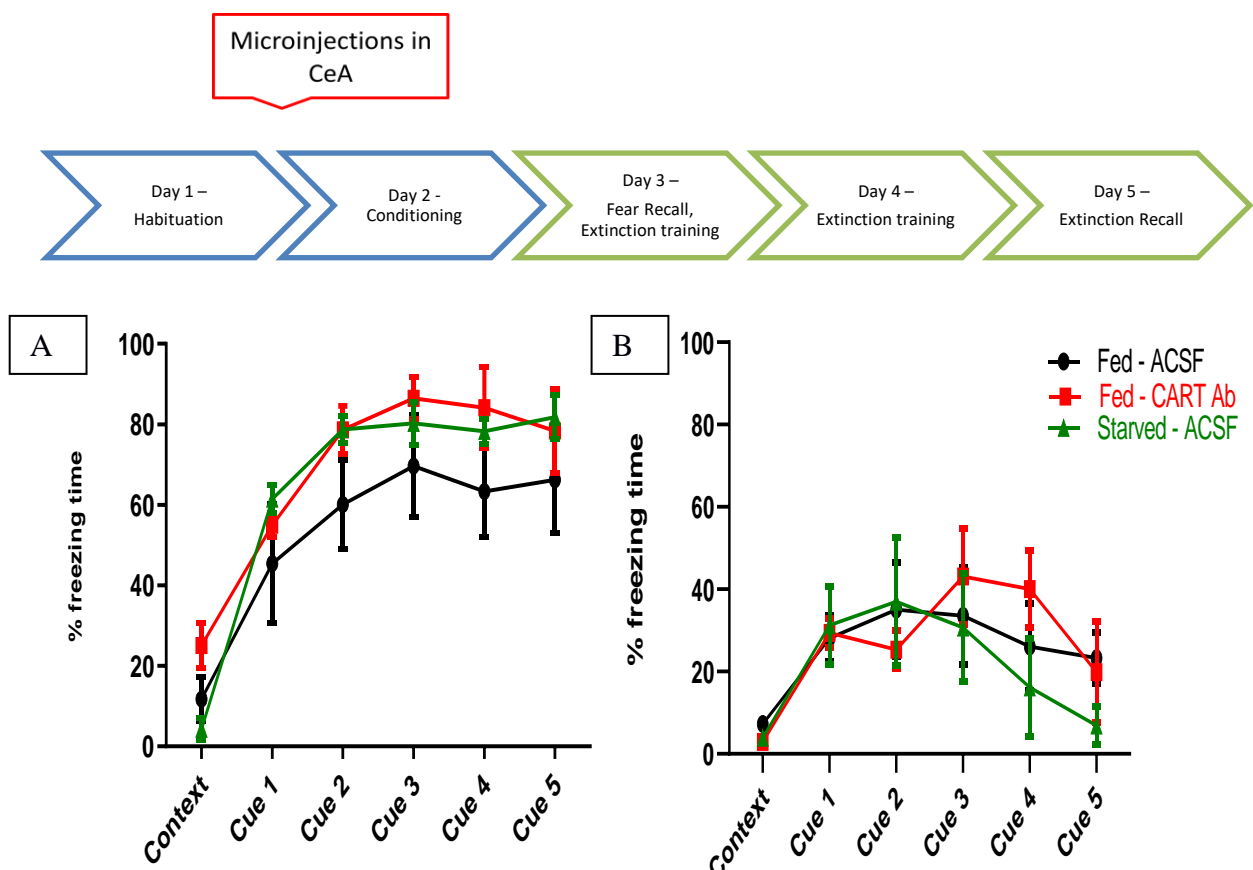 Microinjections in
CeA
Day 1 –
Habituation
Day 2 -
Conditioning
Day 3 –
Fear Recall,
Extinction training
Day 4 –
Extinction training
Day 5 –
Extinction Recall
A
% freezing time
100
80
60
40
20
0
Context
Cue 1
Cue 2
Cue 3
Cue 4
Cue 5
B
% freezing time
100
80
60
40
20
0
Context
Cue 1
Cue 2
Cue 3
Cue 4
Cue 5
Fed - ACSF
Fed - CART Ab
Starved - ACSF